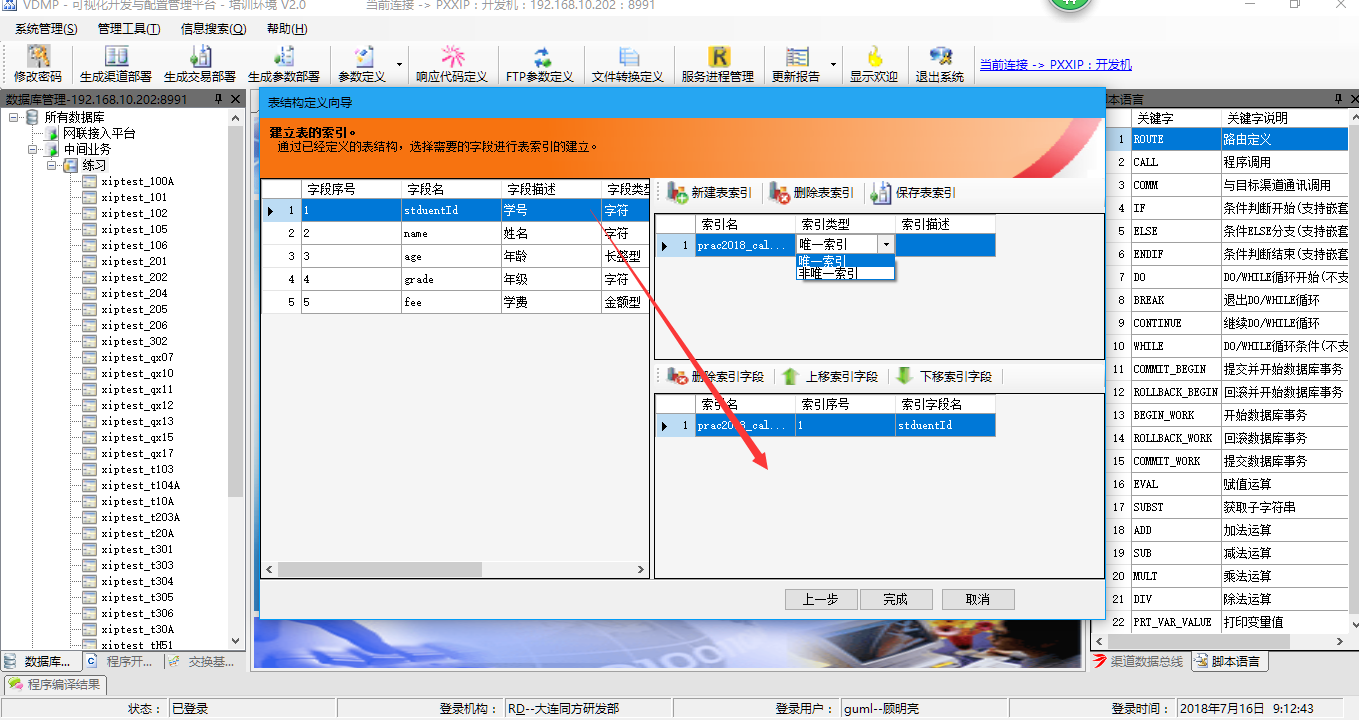 VDMP - 可视化开发与配置管理平台 - 培训环境 V2.0 当前连接 -> PXXIP：开发机：192.168.10.202：8991
系统管理(S) 管理工具(T) 信息搜索(Q) 帮助(H)
修改密码 生成渠道部署 生成交易部署 生成参数部署 参数定义 响应代码定义 FTP参数定义 文件转换定义 服务进程管理 更新报告 显示欢迎 退出系统 当前连接 -> PXXIP：开发机
数据库管理-192.168.10.202:8991
所有数据库
网联接入平台
中间业务
练习
xiptest_100A
xiptest_101
xiptest_102
xiptest_105
xiptest_106
xiptest_201
xiptest_202
xiptest_204
xiptest_205
xiptest_206
xiptest_302
xiptest_qx07
xiptest_qx10
xiptest_qx11
xiptest_qx12
xiptest_qx13
xiptest_qx15
xiptest_qx17
xiptest_t103
xiptest_t104A
xiptest_t10A
xiptest_t203A
xiptest_t20A
xiptest_t301
xiptest_t303
xiptest_t304
xiptest_t305
xiptest_t306
xiptest_t30A
xiptest_tH51
数据库... 程序开... 交换基...
表结构定义向导
建立表的索引。
通过已经定义的表结构，选择需要的字段进行表索引的建立。
字段序号 字段名 字段描述 字段类型
1 1 stduentId 学号 字符
2 2 name 姓名 字符
3 3 age 年龄 长整型
4 4 grade 年级 字符
5 5 fee 学费 金额型
新建表索引 删除表索引 保存表索引
索引名 索引类型 索引描述
1 prac2018_cal... 唯一索引
唯一索引
非唯一索引
删除索引字段 上移索引字段 下移索引字段
索引名 索引序号 索引字段名
1 prac2018_cal... 1 stduentId
上一步 完成 取消
本语言
关键字 关键字说明
1 ROUTE 路由定义
2 CALL 程序调用
3 COMM 与目标渠道通讯调用
4 IF 条件判断开始(支持嵌套
5 ELSE 条件ELSE分支(支持嵌套
6 ENDIF 条件判断结束(支持嵌套
7 DO DO/WHILE循环开始(不支
8 BREAK 退出DO/WHILE循环
9 CONTINUE 继续DO/WHILE循环
10 WHILE DO/WHILE循环条件(不支
11 COMMIT_BEGIN 提交并开始数据库事务
12 ROLLBACK_BEGIN 回滚并开始数据库事务
13 BEGIN_WORK 开始数据库事务
14 ROLLBACK_WORK 回滚数据库事务
15 COMMIT_WORK 提交数据库事务
16 EVAL 赋值运算
17 SUBST 获取子字符串
18 ADD 加法运算
19 SUB 减法运算
20 MULT 乘法运算
21 DIV 除法运算
22 PRT_VAR_VALUE 打印变量值
渠道数据总线 脚本语言
程序编译结果
状态： 已登录 登录机构： RD--大连同方研发部 登录用户： guml--顾明亮 登录时间： 2018年7月16日 9:12:43